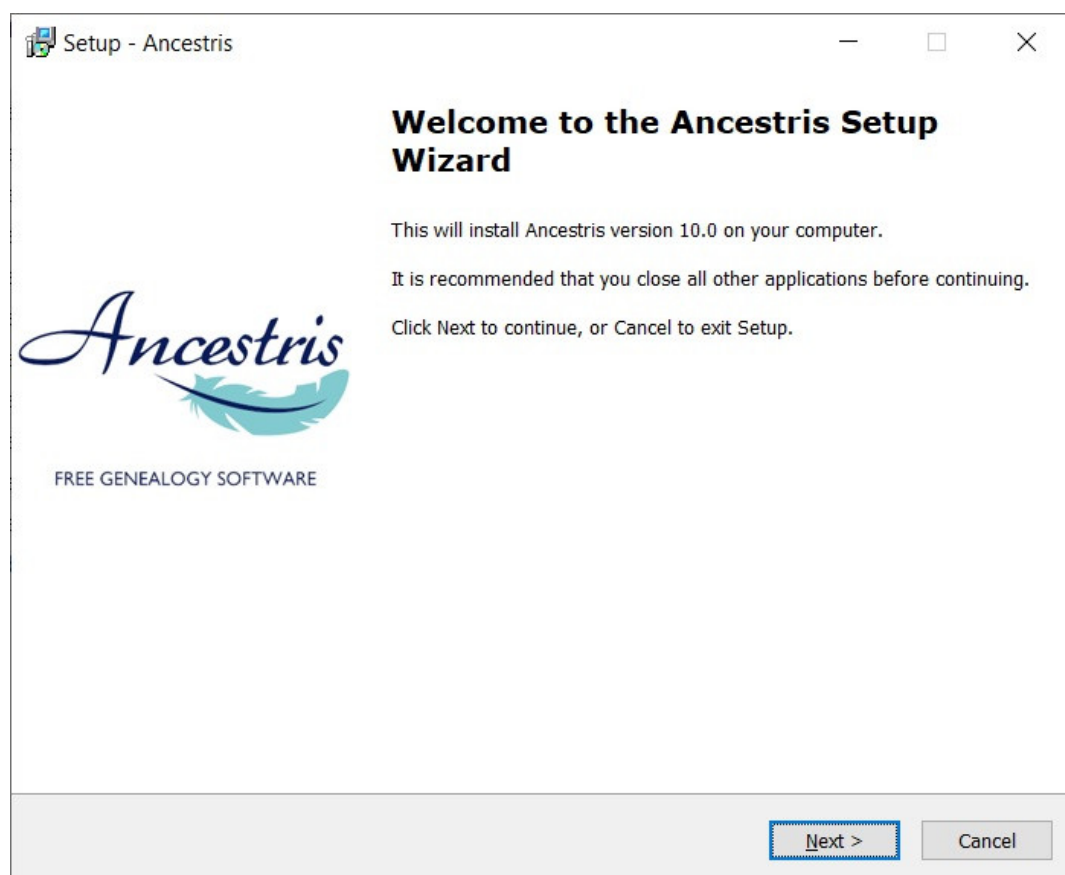 Setup - Ancestris
Welcome to the Ancestris Setup
Wizard
This will install Ancestris version 10.0 on your computer.
It is recommended that you close all other applications before continuing.
Click Next to continue, or Cancel to exit Setup.
Ancestris
FREE GENEALOGY SOFTWARE
Next >
Cancel